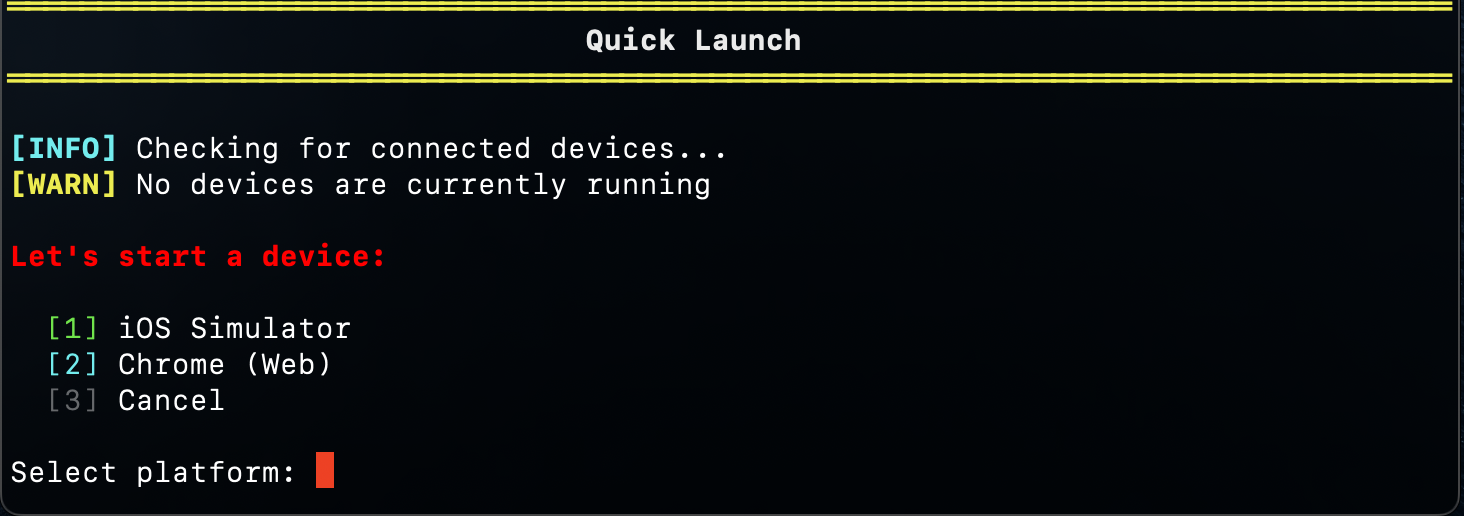 Quick Launch
[INFO] Checking for connected devices...
[WARN] No devices are currently running
Let's start a device:
[1] iOS Simulator
[2] Chrome (Web)
[3] Cancel
Select platform: